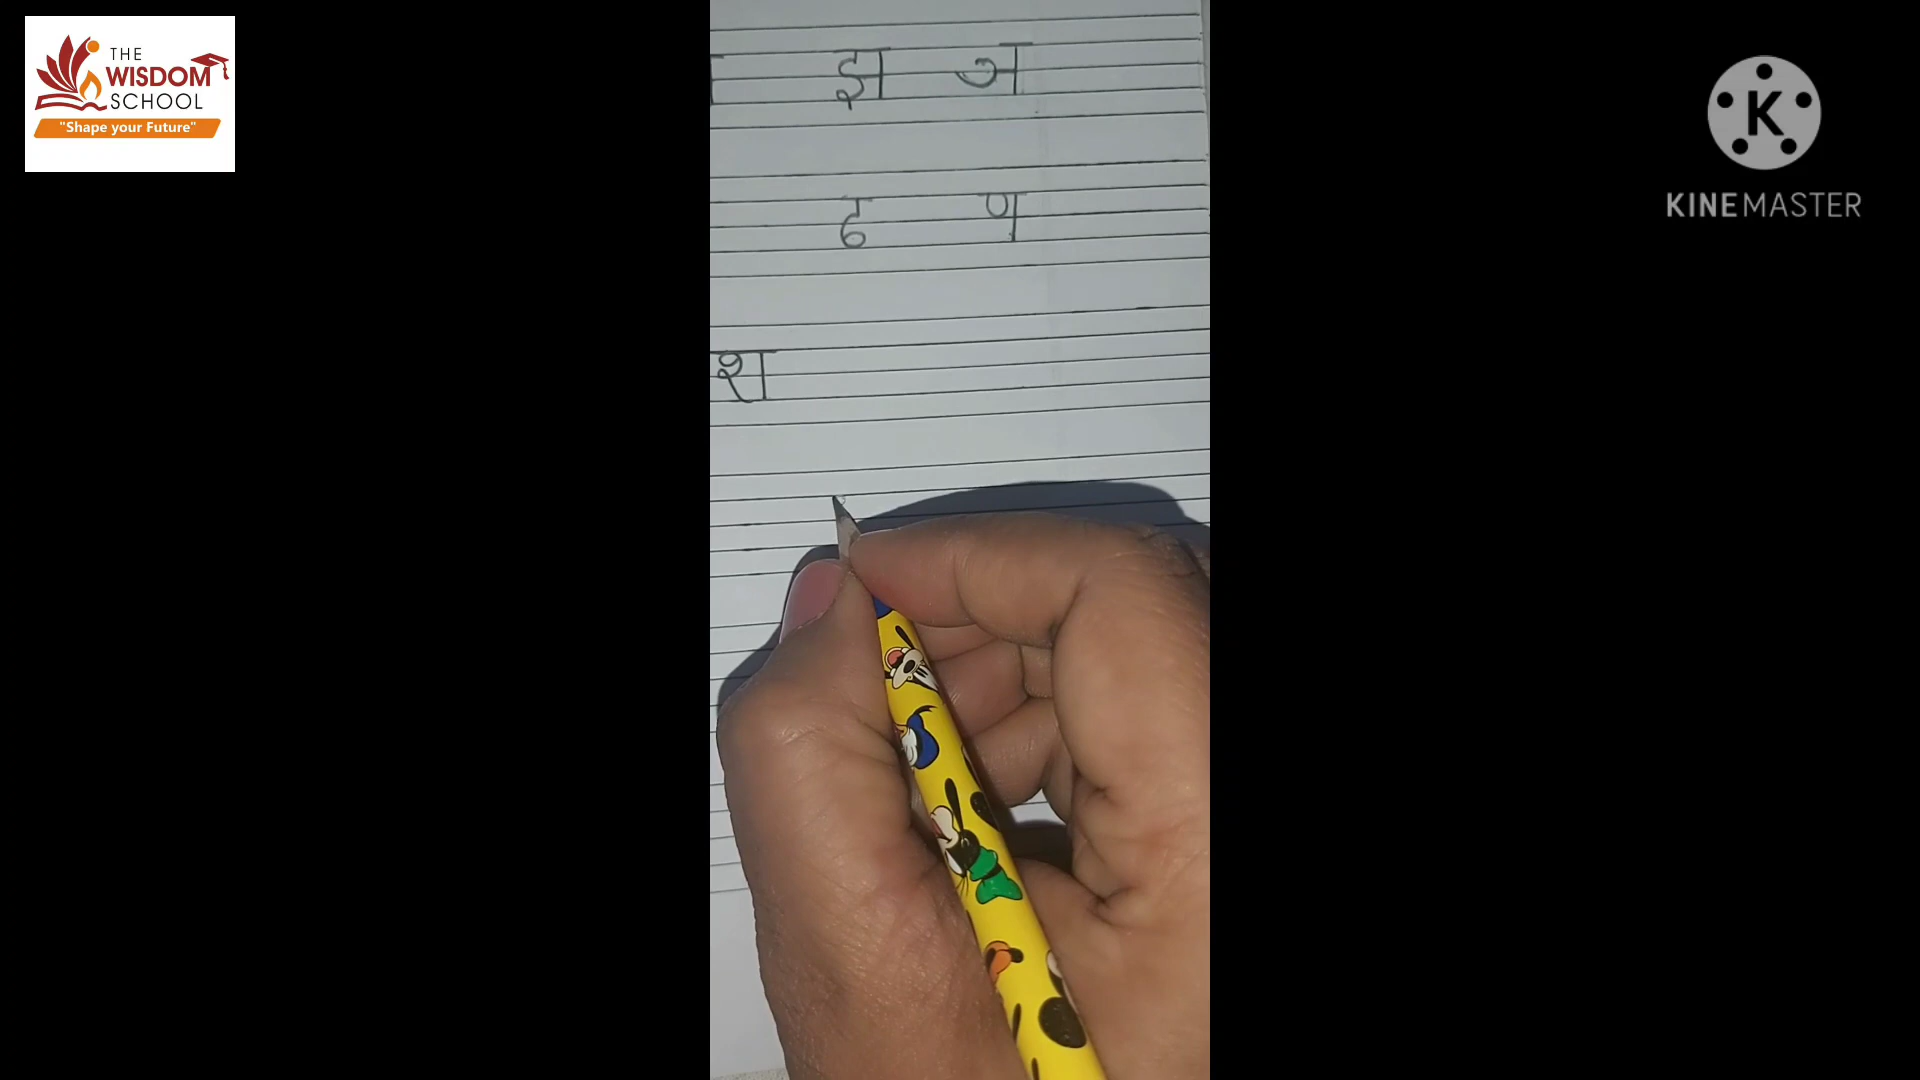 THE
WISDOM
SCHOOL
"Shape your Future"
K
KINEMASTER
झ ञ
ढ ण
श